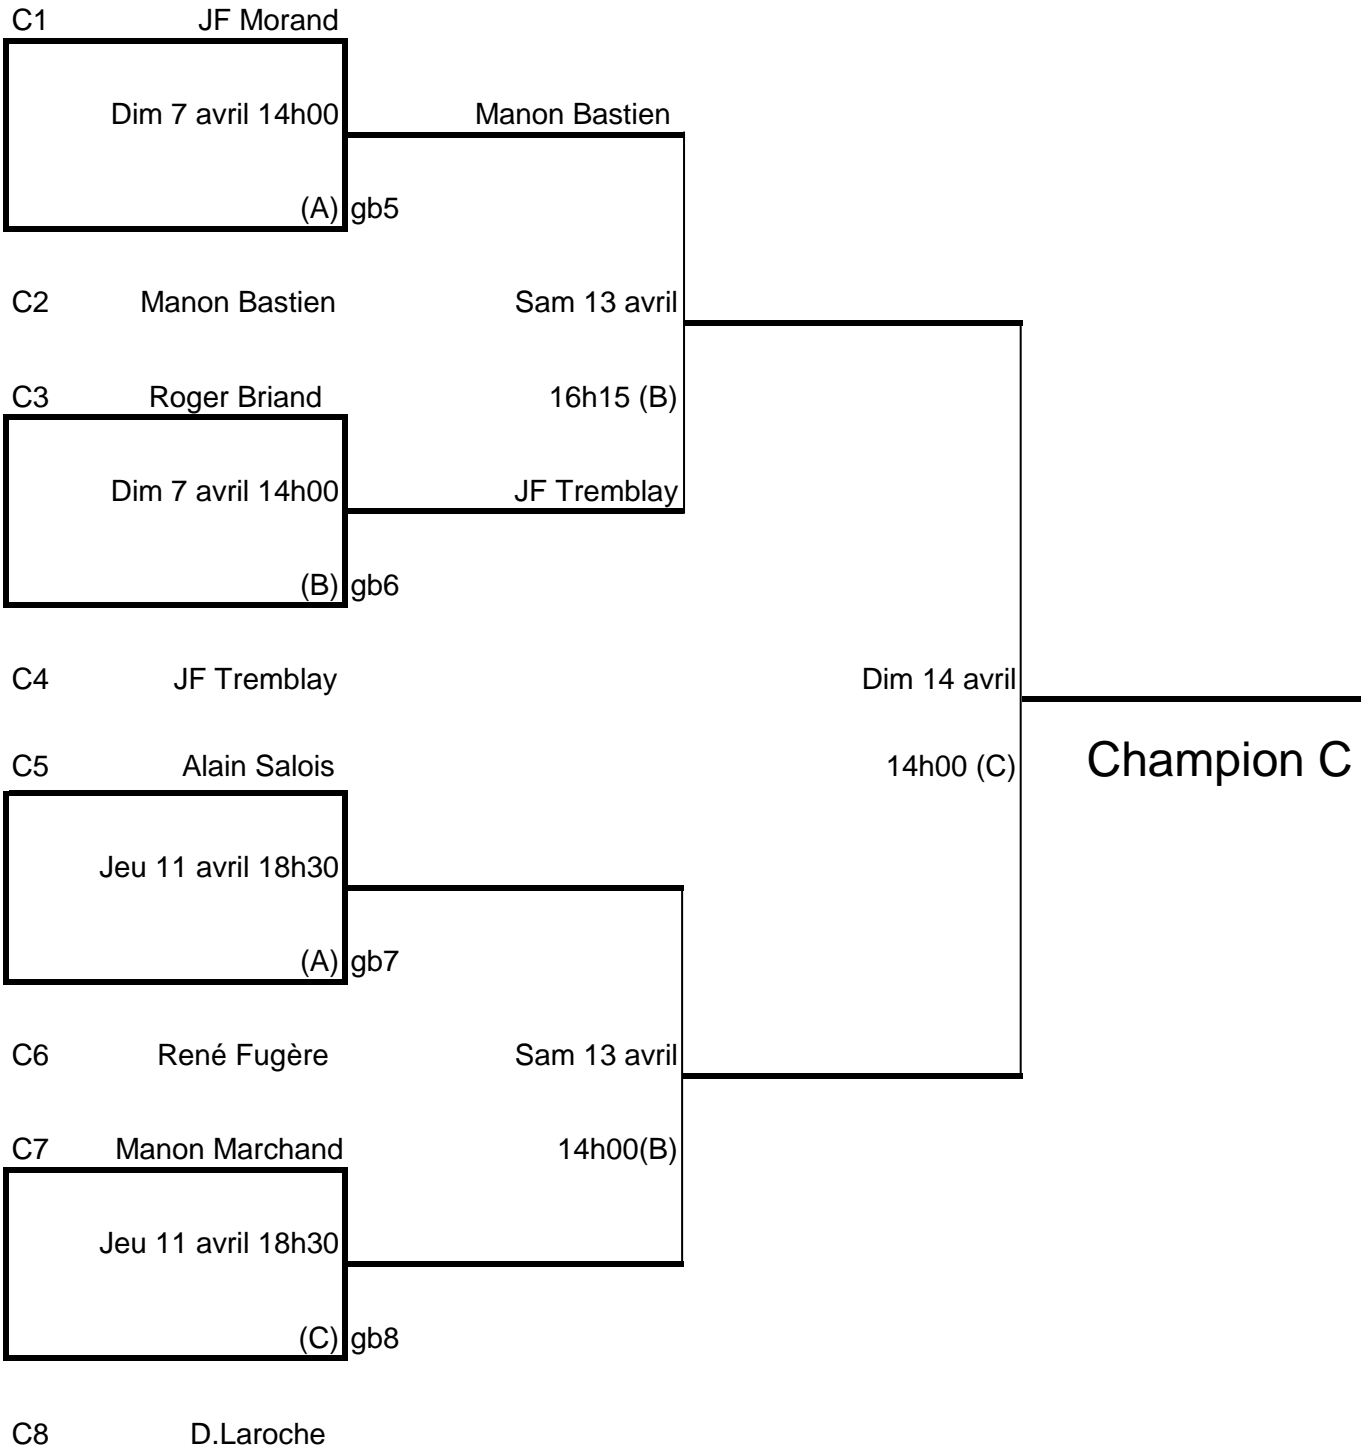 C1 JF Morand
Dim 7 avril 14h00 Manon Bastien
(A) gb5
C2 Manon Bastien Sam 13 avril
C3 Roger Briand 16h15 (B)
Dim 7 avril 14h00 JF Tremblay
(B) gb6
C4 JF Tremblay Dim 14 avril
C5 Alain Salois 14h00 (C) Champion C
Jeu 11 avril 18h30
(A) gb7
C6 René Fugère Sam 13 avril
C7 Manon Marchand 14h00(B)
Jeu 11 avril 18h30
(C) gb8
C8 D.Laroche